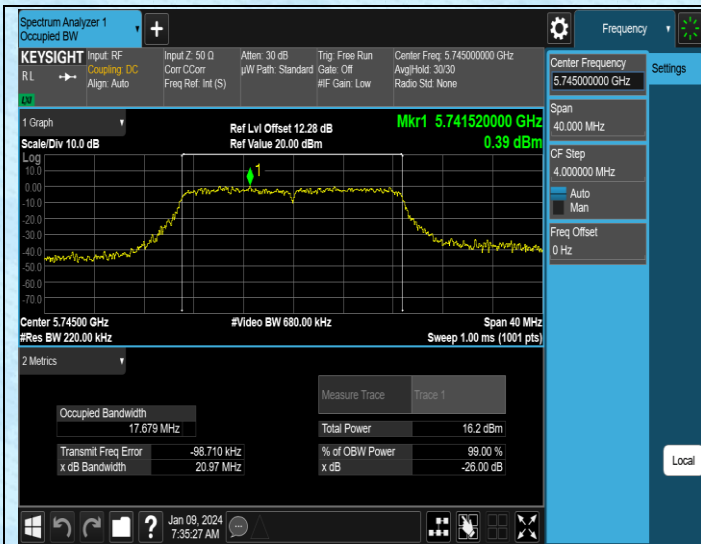 Spectrum Analyzer 1
Occupied BW
Frequency
KEYSIGHT
RL
Input: RF
Coupling: DC
Align: Auto
Input Z: 50 Ω
Corr CCorr
Freq Ref: Int (S)
Atten: 30 dB
µW Path: Standard
Trig: Free Run
Gate: Off
#IF Gain: Low
Center Freq: 5.745000000 GHz
Avg|Hold: 30/30
Radio Std: None
Center Frequency
5.745000000 GHz
Settings
Span
40.000 MHz
CF Step
4.000000 MHz
Auto
Man
Freq Offset
0 Hz
Local
1 Graph
Scale/Div 10.0 dB
Ref Lvl Offset 12.28 dB
Ref Value 20.00 dBm
Mkr1 5.741520000 GHz
0.39 dBm
Log
10.0
0.00
-10.0
-20.0
-30.0
-40.0
-50.0
-60.0
-70.0
1
Center 5.74500 GHz
#Res BW 220.00 kHz
#Video BW 680.00 kHz
Span 40 MHz
Sweep 1.00 ms (1001 pts)
2 Metrics
Measure Trace
Trace 1
Occupied Bandwidth
17.679 MHz
Total Power
16.2 dBm
Transmit Freq Error
-98.710 kHz
% of OBW Power
99.00 %
x dB Bandwidth
20.97 MHz
x dB
-26.00 dB
Jan 09, 2024
7:35:27 AM